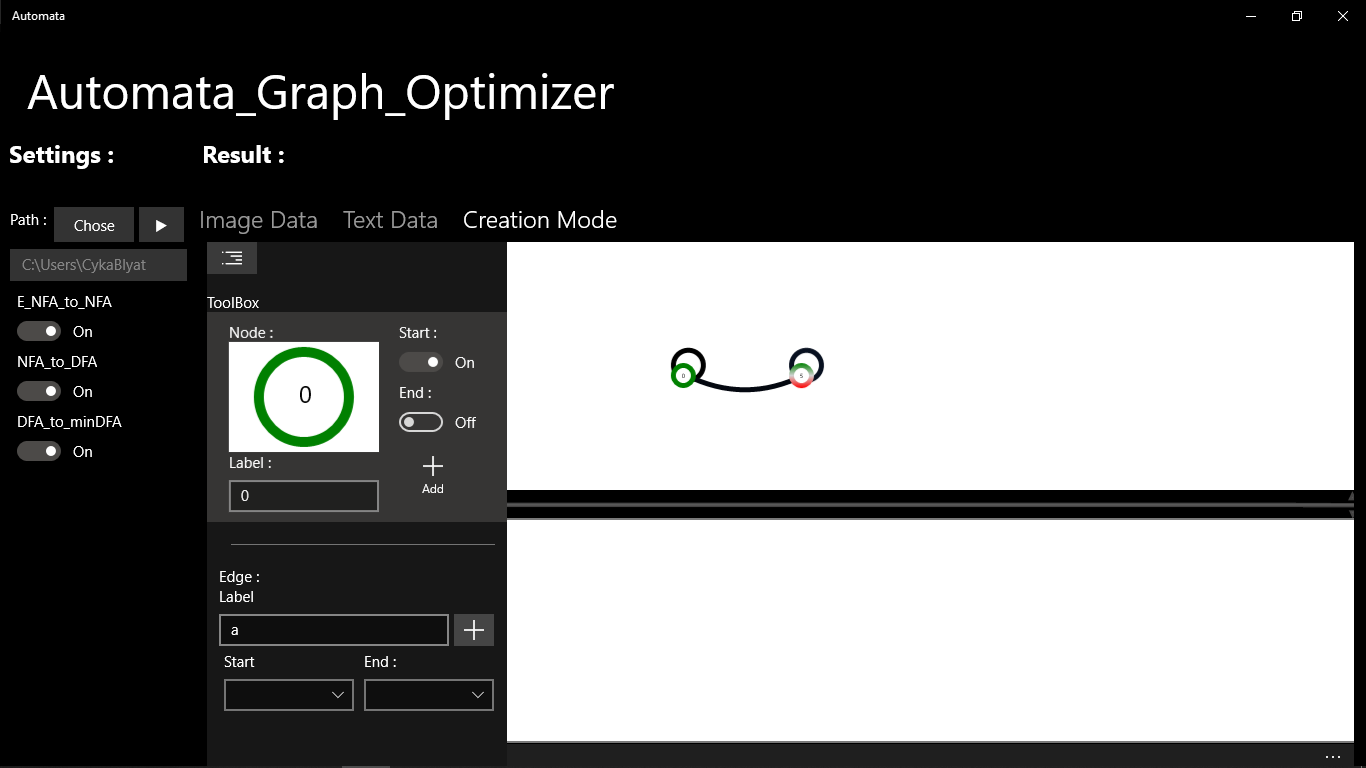 Automata
Automata_Graph_Optimizer
Settings :
Result :
Path :
Chose
Image Data
Text Data
Creation Mode
C:\Users\CykaBlyat
E_NFA_to_NFA
On
NFA_to_DFA
On
DFA_to_minDFA
On
ToolBox
Node :
Start :
0
On
End :
Off
Label :
0
Add
Edge :
Label
a
Start
End :
0
5
...